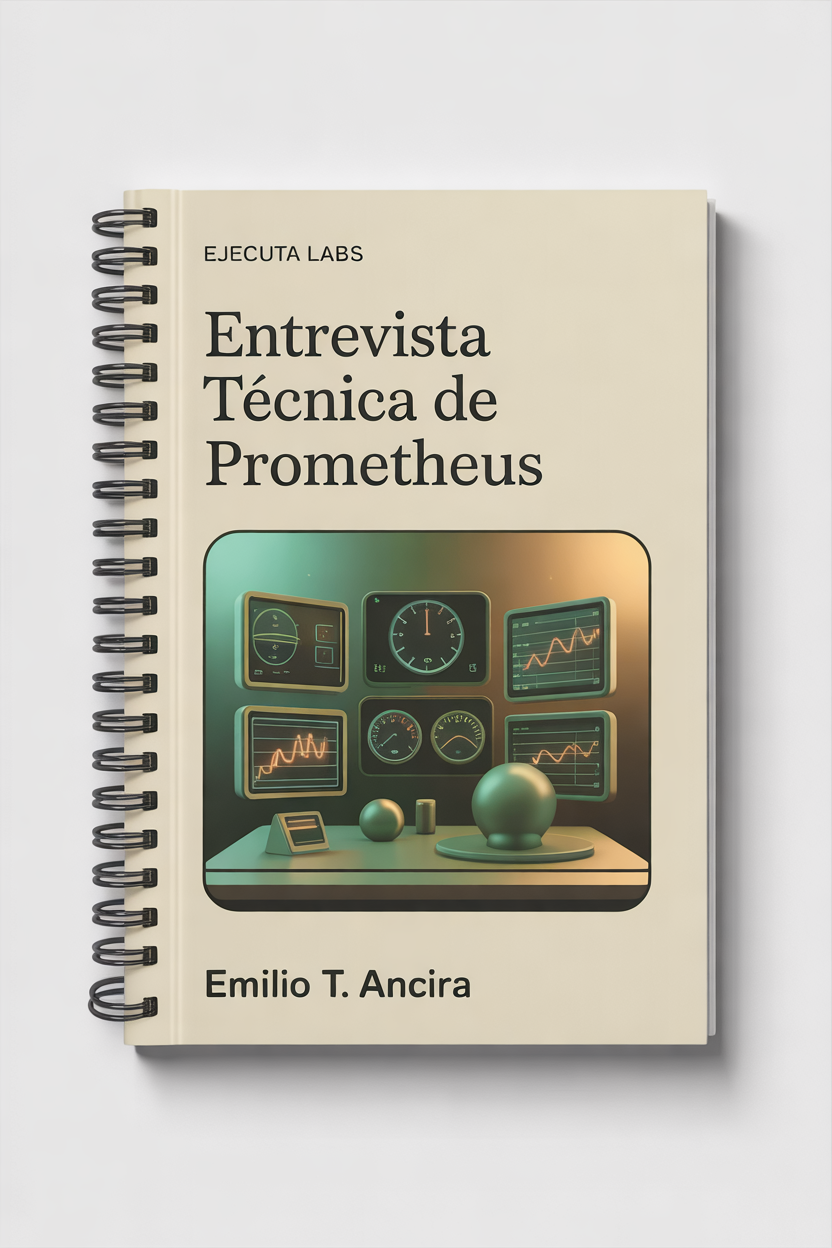 EJECUTA LABS
Entrevista
Técnica de
Prometheus
Emilio T. Ancira